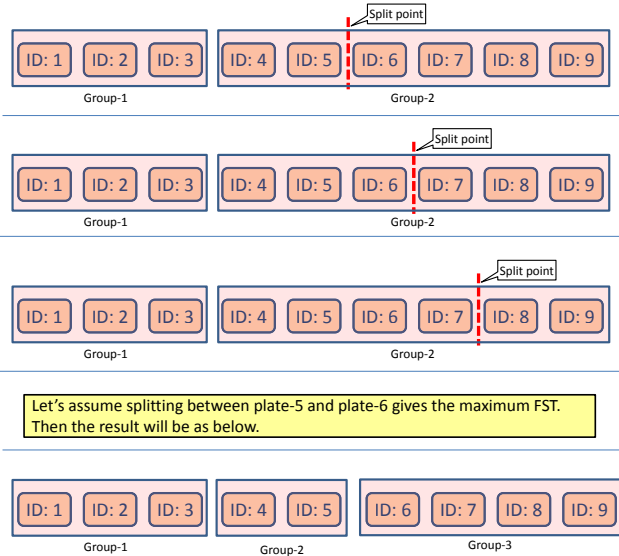 Split point
ID: 1 ID: 2 ID: 3 ID: 4 ID: 5 ID: 6 ID: 7 ID: 8 ID: 9
Group-1 Group-2
Split point
ID: 1 ID: 2 ID: 3 ID: 4 ID: 5 ID: 6 ID: 7 ID: 8 ID: 9
Group-1 Group-2
Split point
ID: 1 ID: 2 ID: 3 ID: 4 ID: 5 ID: 6 ID: 7 ID: 8 ID: 9
Group-1 Group-2
Let's assume splitting between plate-5 and plate-6 gives the maximum FST.
Then the result will be as below.
ID: 1 ID: 2 ID: 3 ID: 4 ID: 5 ID: 6 ID: 7 ID: 8 ID: 9
Group-1 Group-2 Group-3